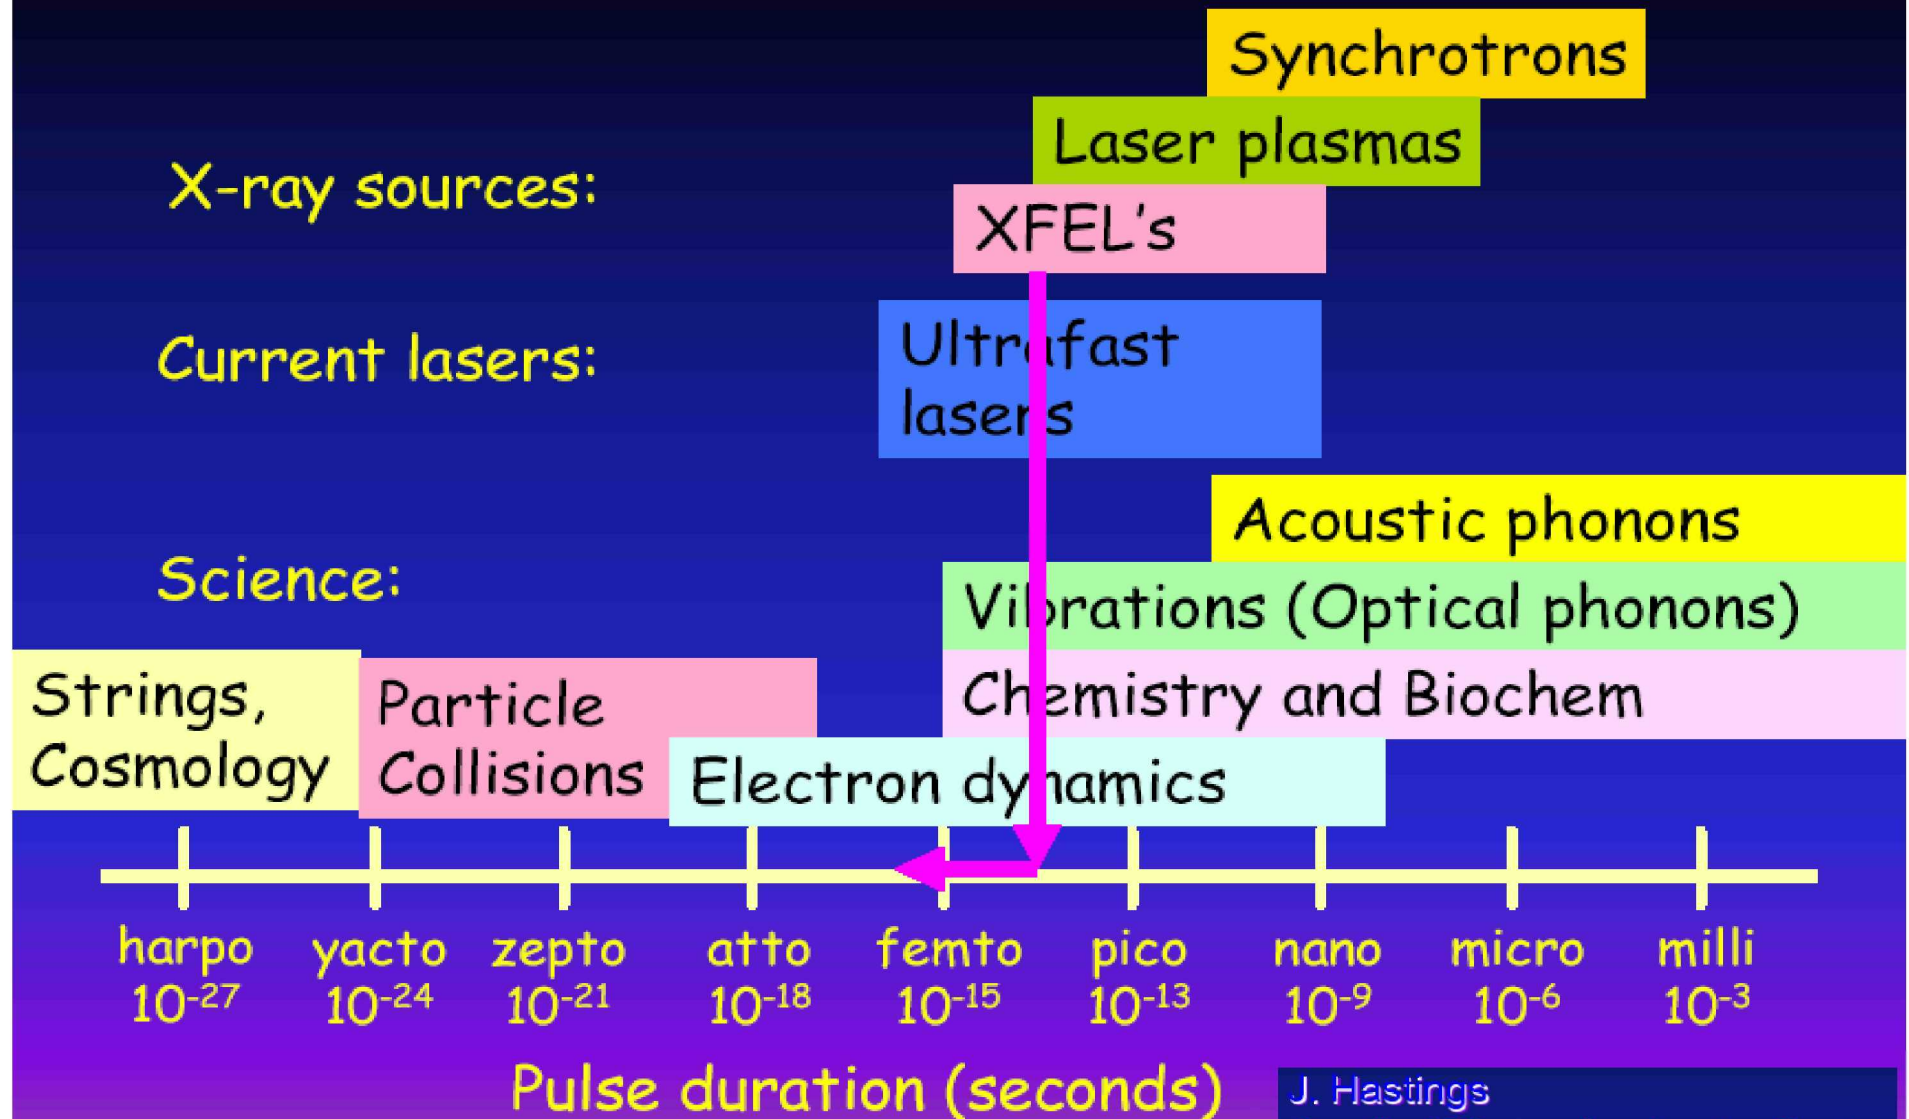 Synchrotrons
Laser plasmas
X-ray sources:
XFEL's
Current lasers:
Ultrafast
lasers
Acoustic phonons
Science:
Vibrations (Optical phonons)
Strings,
Cosmology
Particle
Collisions
Chemistry and Biochem
Electron dynamics
harpo yacto zepto atto femto pico nano micro milli
10⁻²⁷ 10⁻²⁴ 10⁻²¹ 10⁻¹⁸ 10⁻¹⁵ 10⁻¹³ 10⁻⁹ 10⁻⁶ 10⁻³
Pulse duration (seconds)
J. Hastings